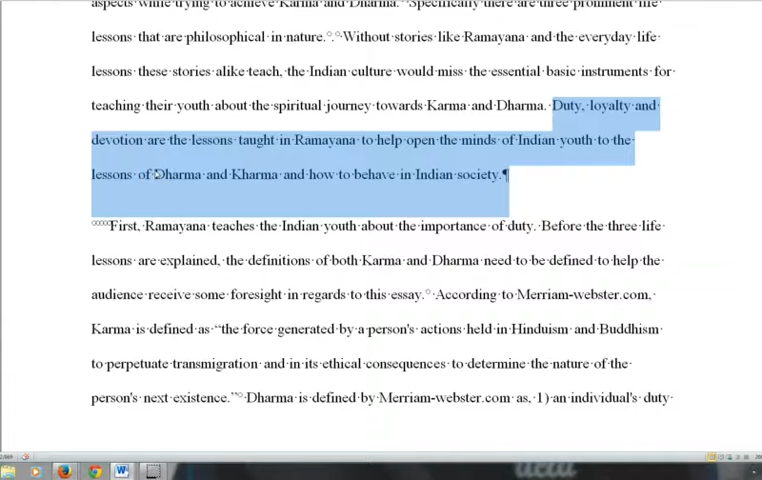 aspects while trying to achieve Karma and Dharma. Specifically there are three prominent life
lessons that are philosophical in nature. . Without stories like Ramayana and the everyday life
lessons these stories alike teach, the Indian culture would miss the essential basic instruments for
teaching their youth about the spiritual journey towards Karma and Dharma. Duty, loyalty and
devotion are the lessons taught in Ramayana to help open the minds of Indian youth to the
lessons of Dharma and Kharma and how to behave in Indian society.¶
First, Ramayana teaches the Indian youth about the importance of duty. Before the three life
lessons are explained, the definitions of both Karma and Dharma need to be defined to help the
audience receive some foresight in regards to this essay. According to Merriam-webster.com,
Karma is defined as “the force generated by a person's actions held in Hinduism and Buddhism
to perpetuate transmigration and in its ethical consequences to determine the nature of the
person's next existence.” Dharma is defined by Merriam-webster.com as, 1) an individual's duty